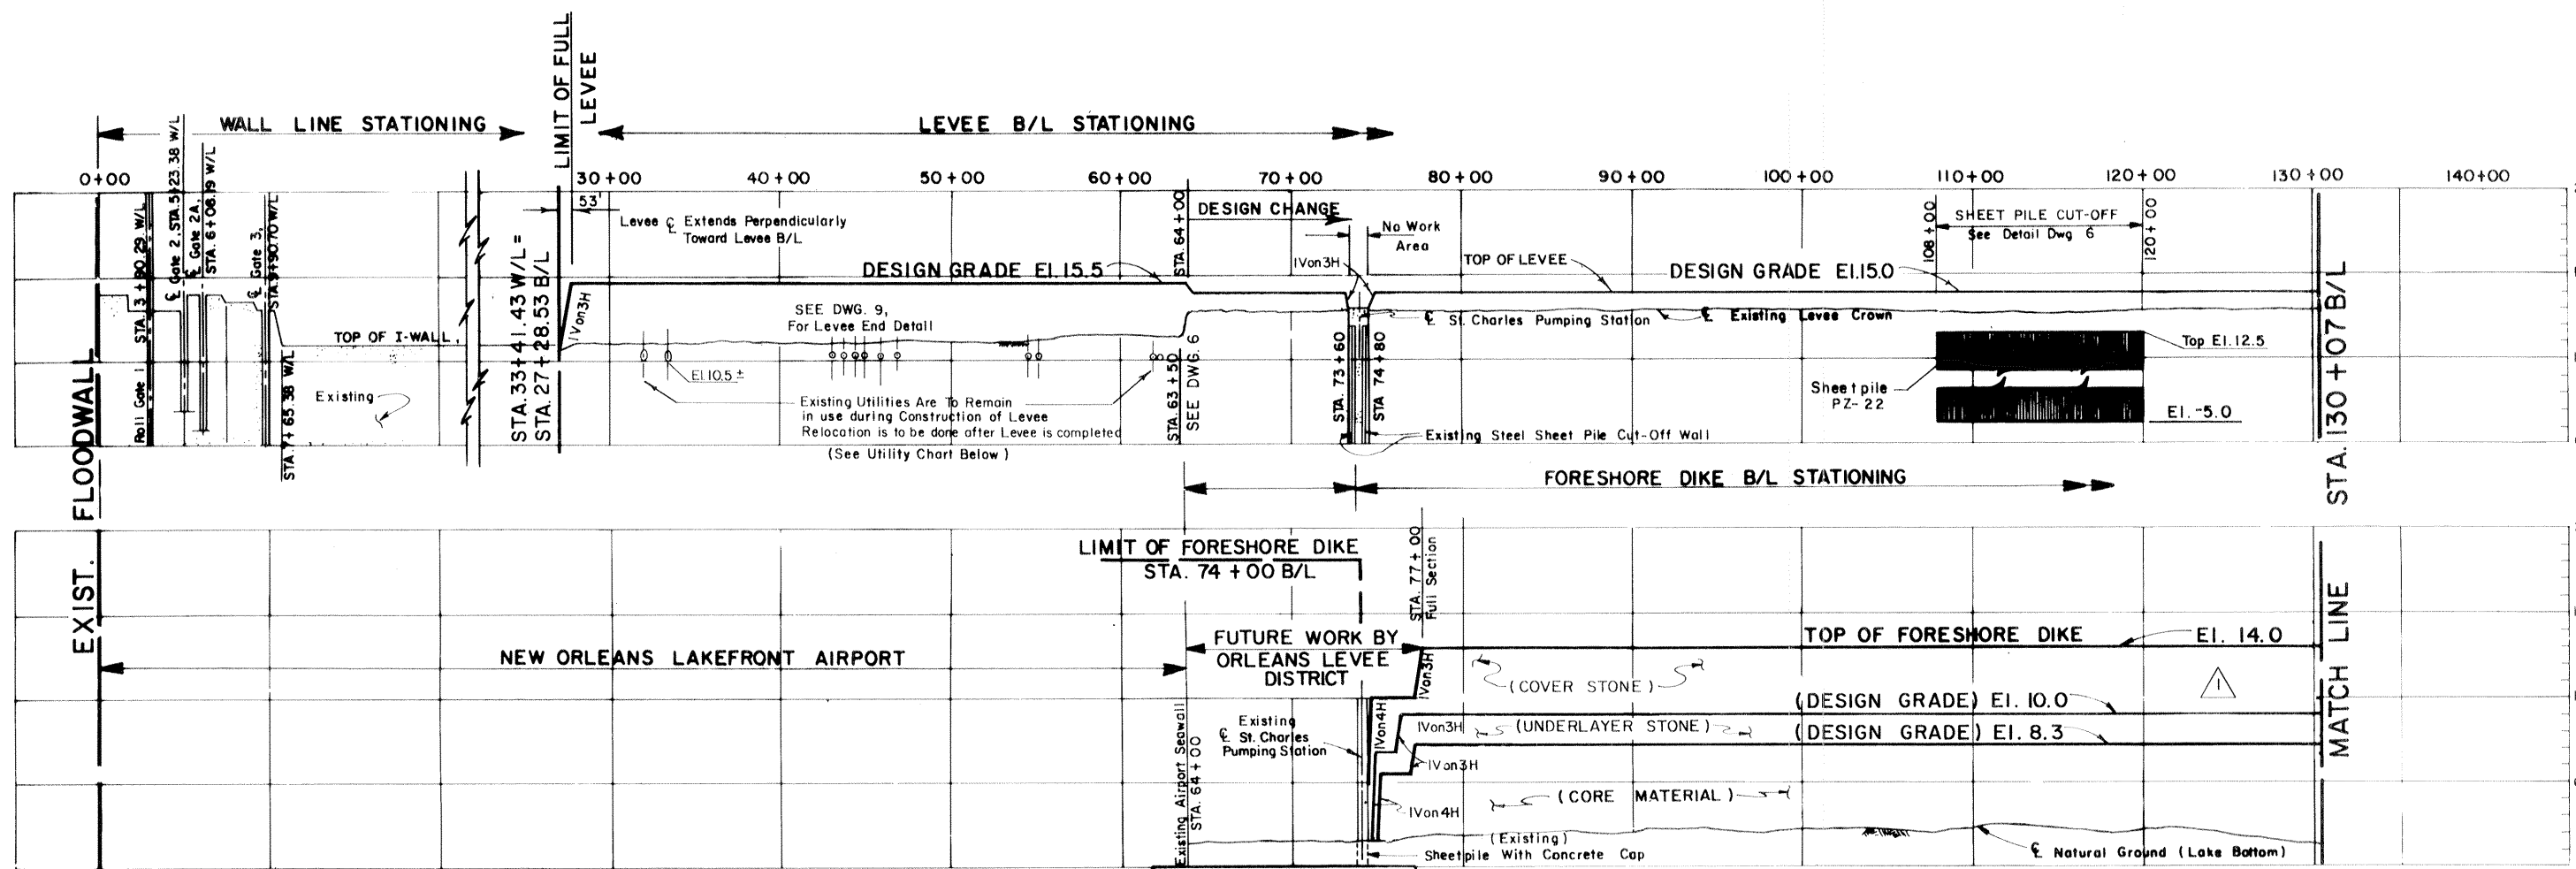 LIMIT OF FULL
LEVEE
WALL LINE STATIONING
LEVEE B/L STATIONING
0+00
30+00
40+00
50+00
60+00
70+00
80+00
90+00
100+00
110+00
120+00
130+00
140+00
EXIST. FLOODWALL
Roll Gate 1 STA. 3+80.29 W/L
℄ Gate 2, STA. 5+23.38 W/L
℄ Gate 2A,
STA. 6+08.19 W/L
℄ Gate 3,
STA. 9+90.70 W/L
STA. 7+65.38 W/L
TOP OF I-WALL
Existing
STA. 33+41.43 W/L =
STA. 27+28.53 B/L
53'
Levee ℄ Extends Perpendicularly
Toward Levee B/L
1Von3H
DESIGN GRADE El. 15.5
SEE DWG. 9,
For Levee End Detail
El. 10.5 ±
Existing Utilities Are To Remain
in use during Construction of Levee
Relocation is to be done after Levee is completed
(See Utility Chart Below)
STA. 64+00
STA. 63+50
SEE DWG. 6
DESIGN CHANGE
No Work
Area
1Von3H
TOP OF LEVEE
DESIGN GRADE El. 15.0
℄ St. Charles Pumping Station
℄ Existing Levee Crown
STA. 73+60
STA 74+80
Existing Steel Sheet Pile Cut-Off Wall
108+00
SHEET PILE CUT-OFF
See Detail Dwg 6
120+00
Top El. 12.5
Sheetpile
PZ-22
El. -5.0
STA. 130+07 B/L
FORESHORE DIKE B/L STATIONING
LIMIT OF FORESHORE DIKE
STA. 74+00 B/L
STA. 77+00
Full Section
NEW ORLEANS LAKEFRONT AIRPORT
FUTURE WORK BY
ORLEANS LEVEE
DISTRICT
TOP OF FORESHORE DIKE
El. 14.0
1Von3H
(COVER STONE)
1
(DESIGN GRADE) El. 10.0
1Von4H
1Von3H
(UNDERLAYER STONE)
(DESIGN GRADE) El. 8.3
1Von3H
Existing
℄ St. Charles
Pumping Station
Existing Airport Seawall
STA. 64+00
(CORE MATERIAL)
1Von4H
(Existing)
Sheetpile With Concrete Cap
℄ Natural Ground (Lake Bottom)
MATCH LINE